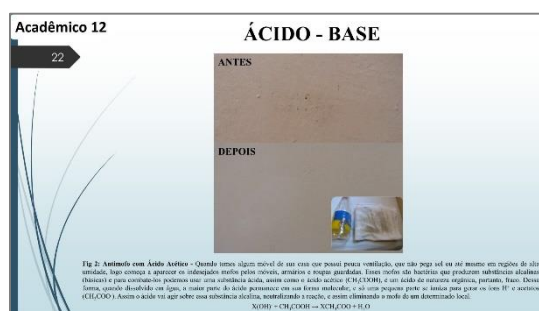 Acadêmico 12
ÁCIDO - BASE
22
ANTES
DEPOIS
Fig 2: Antimofo com Ácido Acético - Quando temos algum móvel de sua casa que possui pouca ventilação, que não pega sol ou até mesmo em regiões de alta
umidade, logo começa a aparecer os indesejados mofos pelos móveis, armários e roupas guardadas. Esses mofos são bactérias que produzem substâncias alcalinas
(básicas) e para combate-los podemos usar uma substância ácida, assim como o ácido acético (CH₃COOH), é um ácido de natureza orgânica, portanto, fraco. Dessa
forma, quando dissolvido em água, a maior parte do ácido permanece em sua forma molecular, e só uma pequena parte se ioniza para gerar os íons H⁺ e acetatos
(CH₃COO⁻). Assim o ácido vai agir sobre essa substância alcalina, neutralizando a reação, e assim eliminando o mofo de um determinado local.
X(OH) + CH₃COOH → XCH₃COO + H₂O